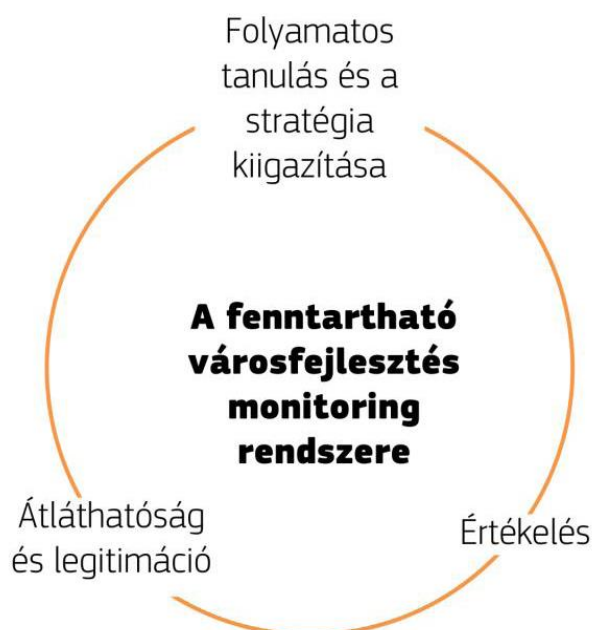 Folyamatos
tanulás és a
stratégia
kiigazítása
A fenntartható
városfejlesztés
monitoring
rendszere
Átláthatóság
és legitimáció
Értékelés